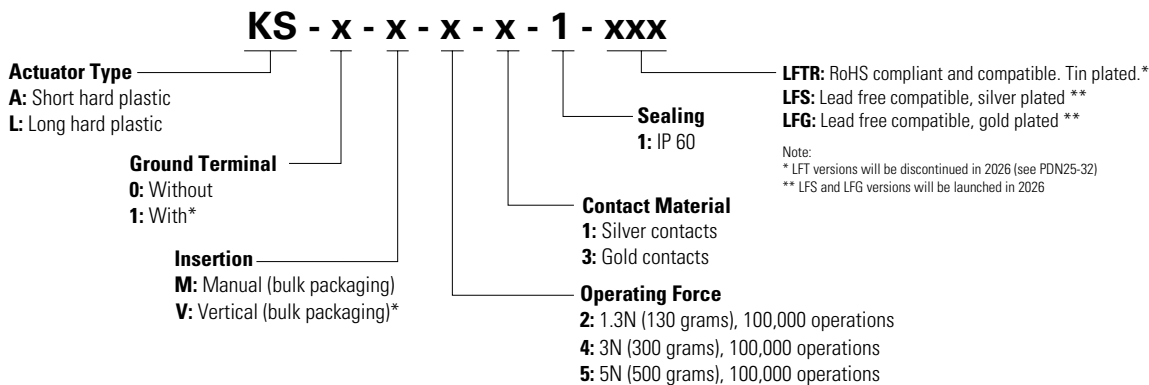 KS - x - x - x - x - 1 - xxx
Actuator Type
A: Short hard plastic
L: Long hard plastic
Ground Terminal
0: Without
1: With*
Insertion
M: Manual (bulk packaging)
V: Vertical (bulk packaging)*
Operating Force
2: 1.3N (130 grams), 100,000 operations
4: 3N (300 grams), 100,000 operations
5: 5N (500 grams), 100,000 operations
Contact Material
1: Silver contacts
3: Gold contacts
Sealing
1: IP 60
LFTR: RoHS compliant and compatible. Tin plated.*
LFS: Lead free compatible, silver plated **
LFG: Lead free compatible, gold plated **
Note:
* LFT versions will be discontinued in 2026 (see PDN25-32)
** LFS and LFG versions will be launched in 2026